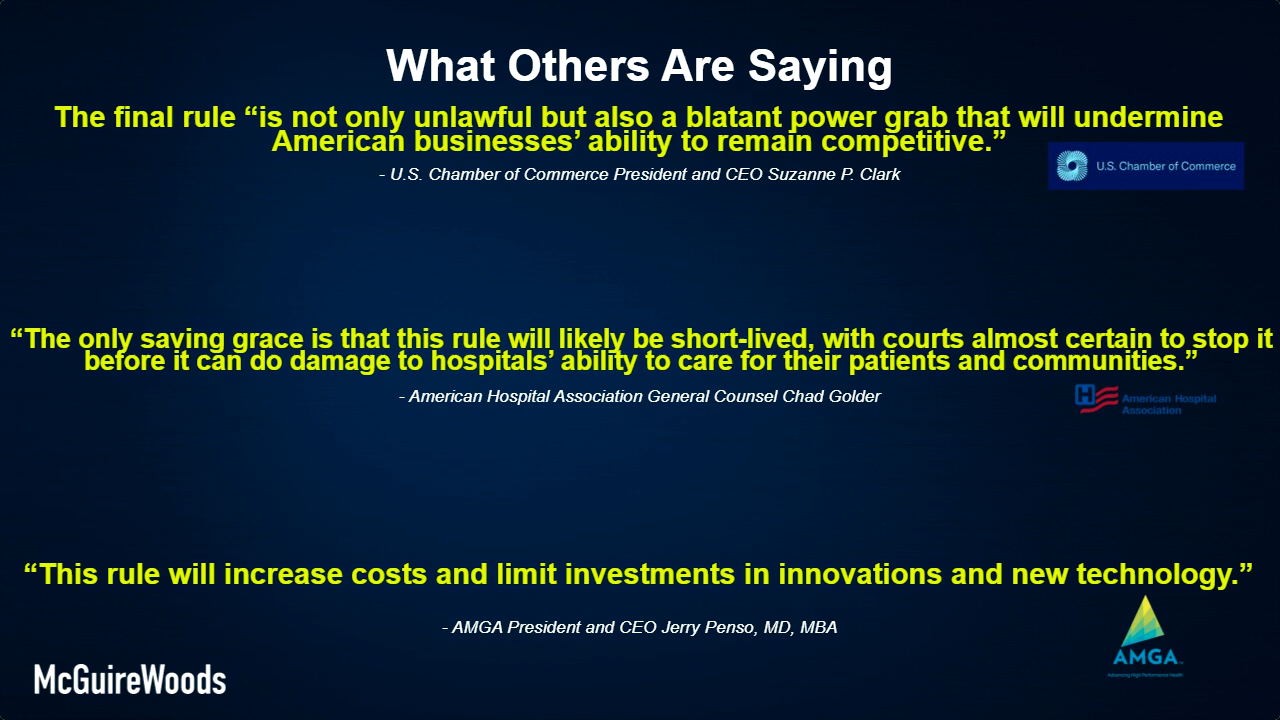 What Others Are Saying
The final rule “is not only unlawful but also a blatant power grab that will undermine
American businesses’ ability to remain competitive.”
- U.S. Chamber of Commerce President and CEO Suzanne P. Clark
U.S. Chamber of Commerce
“The only saving grace is that this rule will likely be short-lived, with courts almost certain to stop it
before it can do damage to hospitals’ ability to care for their patients and communities.”
- American Hospital Association General Counsel Chad Golder
H American Hospital
Association
“This rule will increase costs and limit investments in innovations and new technology.”
- AMGA President and CEO Jerry Penso, MD, MBA
AMGA
Advancing High Performance Health
McGuireWoods